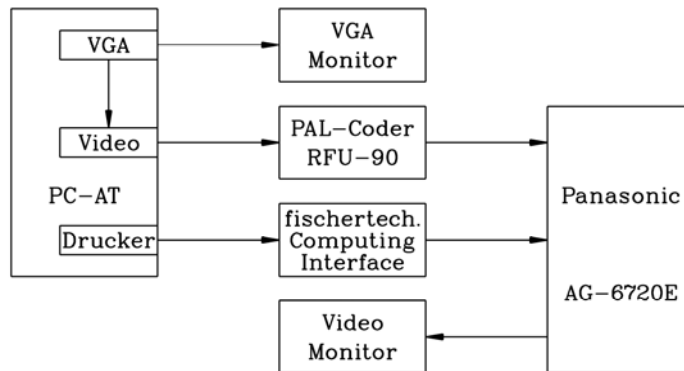 VGA
VGA
Monitor
Video
PAL-Coder
RFU-90
PC-AT
Panasonic
Drucker
fischertech.
Computing
Interface
AG-6720E
Video
Monitor